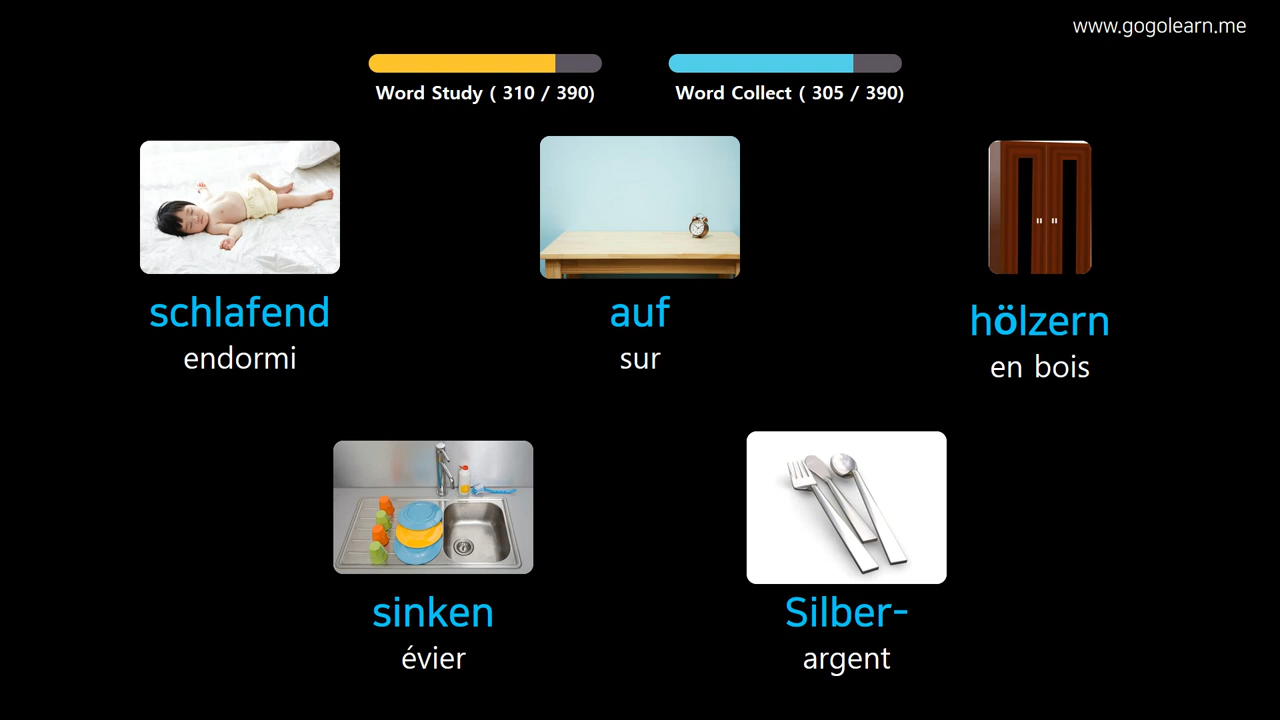 www.gogolearn.me
Word Study ( 310 / 390)
Word Collect ( 305 / 390)
schlafend
endormi
auf
sur
hölzern
en bois
sinken
évier
Silber-
argent